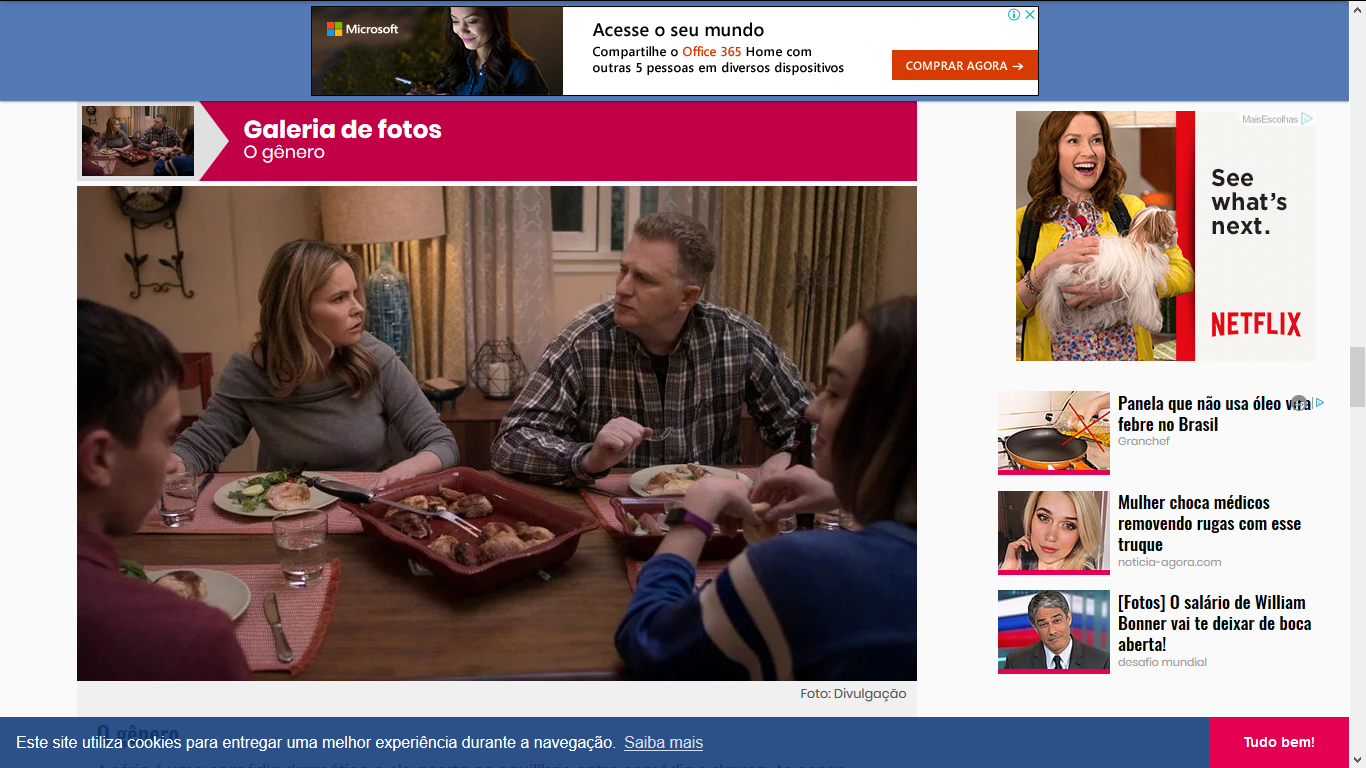 Microsoft
Acesse o seu mundo
Compartilhe o Office 365 Home com
outras 5 pessoas em diversos dispositivos
COMPRAR AGORA →
Galeria de fotos
O gênero
MaisEscolhas
See
what's
next.
NETFLIX
Panela que não usa óleo
febre no Brasil
Granchef
Mulher choca médicos
removendo rugas com esse
truque
noticia-agora.com
[Fotos] O salário de William
Bonner vai te deixar de boca
aberta!
desafio mundial
Foto: Divulgação
O gênero
Este site utiliza cookies para entregar uma melhor experiência durante a navegação. Saiba mais
Tudo bem!